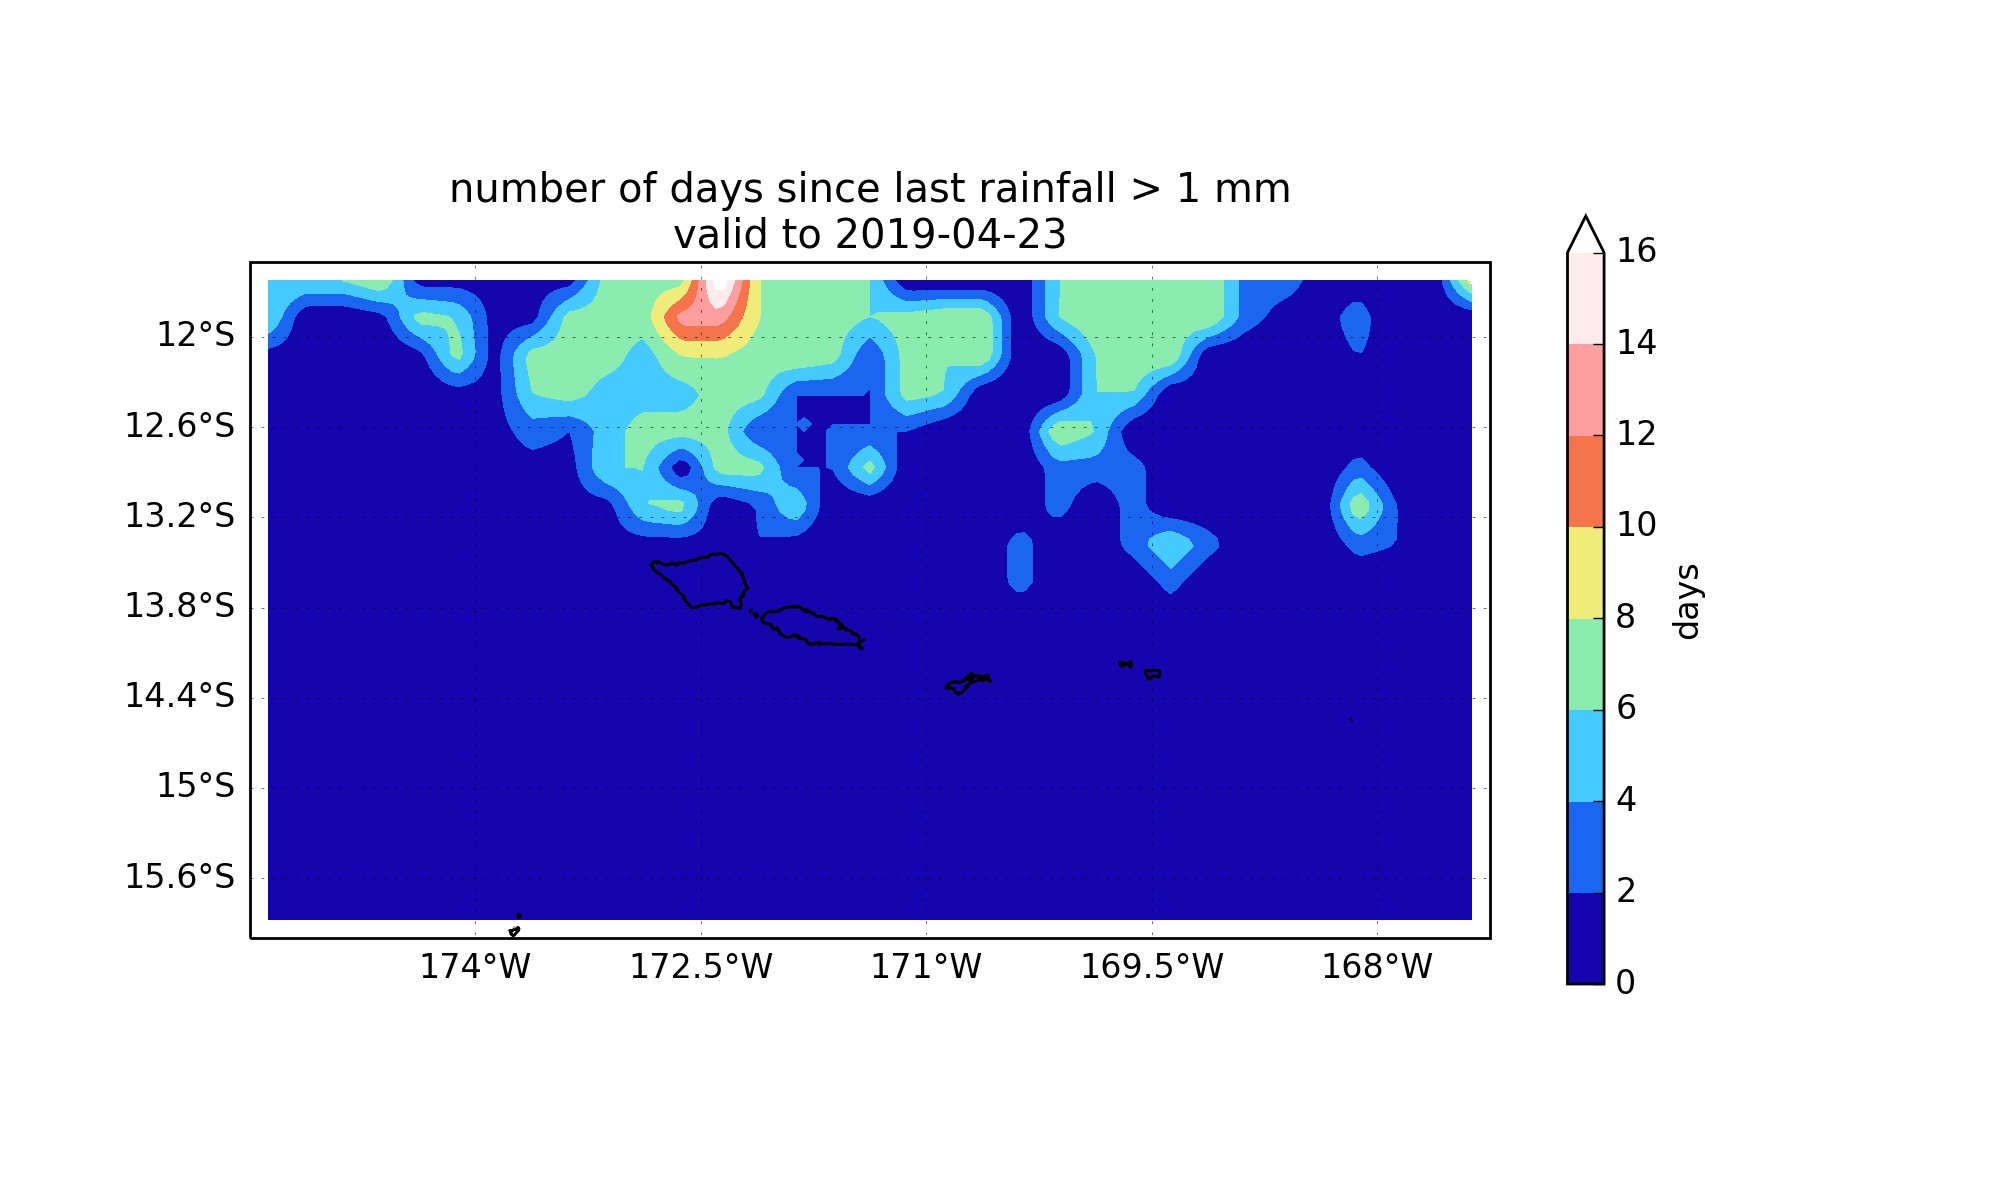 number of days since last rainfall > 1 mm
valid to 2019-04-23
12°S
12.6°S
13.2°S
13.8°S
14.4°S
15°S
15.6°S
174°W 172.5°W 171°W 169.5°W 168°W
16
14
12
10
8
6
4
2
0
days